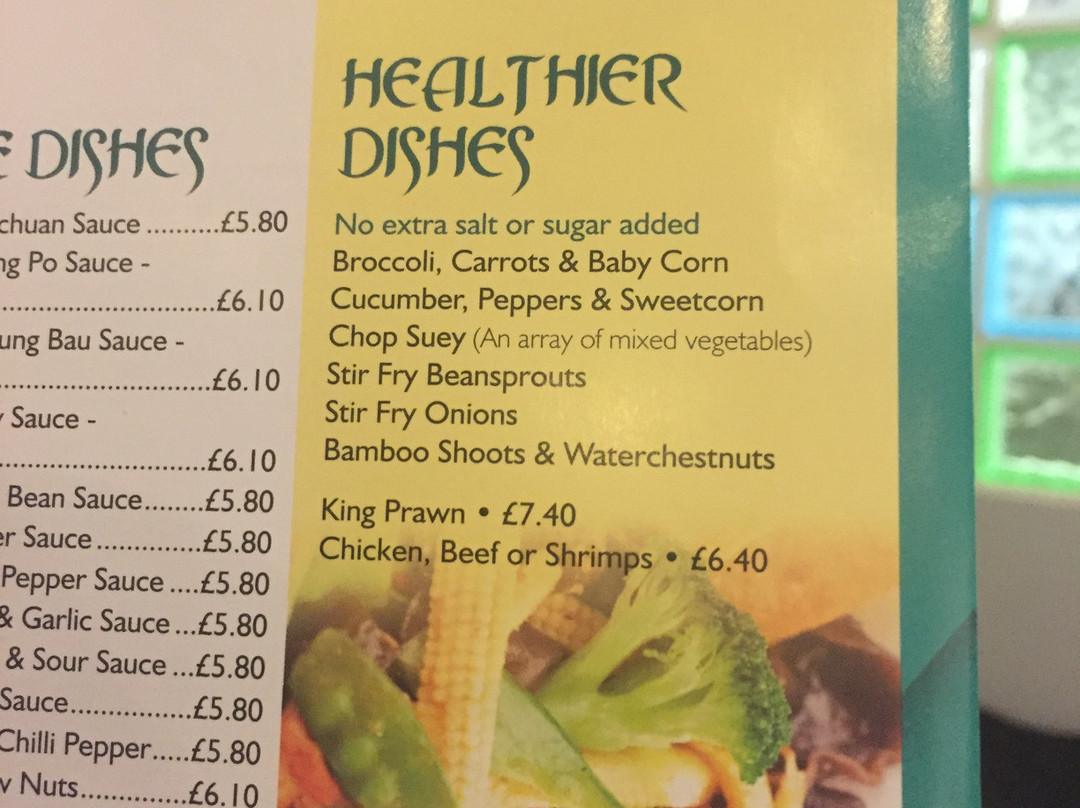 DISHES
Sauce ..........£5.80
Po Sauce -
..............................£6.10
Bau Sauce -
..............................£6.10
Sauce -
.............................£6.10
Bean Sauce........£5.80
Sauce..............£5.80
Pepper Sauce ....£5.80
& Garlic Sauce ...£5.80
& Sour Sauce ...£5.80
Sauce................£5.80
Chilli Pepper.....£5.80
Nuts..............£6.10
HEALTHIER
DISHES
No extra salt or sugar added
Broccoli, Carrots & Baby Corn
Cucumber, Peppers & Sweetcorn
Chop Suey (An array of mixed vegetables)
Stir Fry Beansprouts
Stir Fry Onions
Bamboo Shoots & Waterchestnuts
King Prawn • £7.40
Chicken, Beef or Shrimps • £6.40